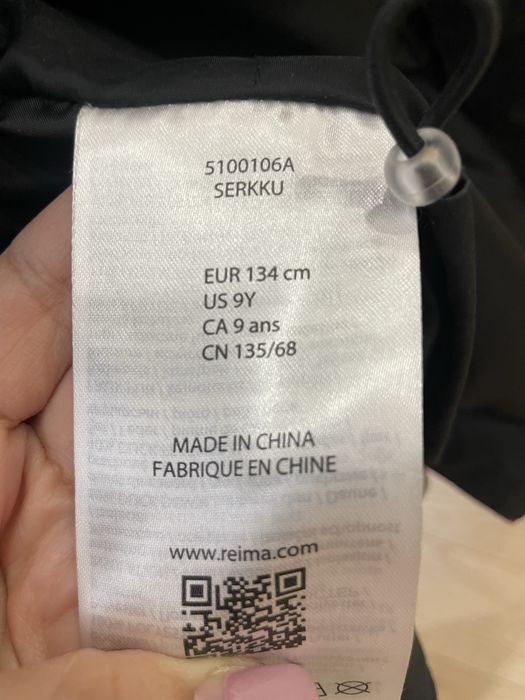 5100106A
SERKKU
EUR 134 cm
US 9Y
CA 9 ans
CN 135/68
MADE IN CHINA
FABRIQUE EN CHINE
www.reima.com